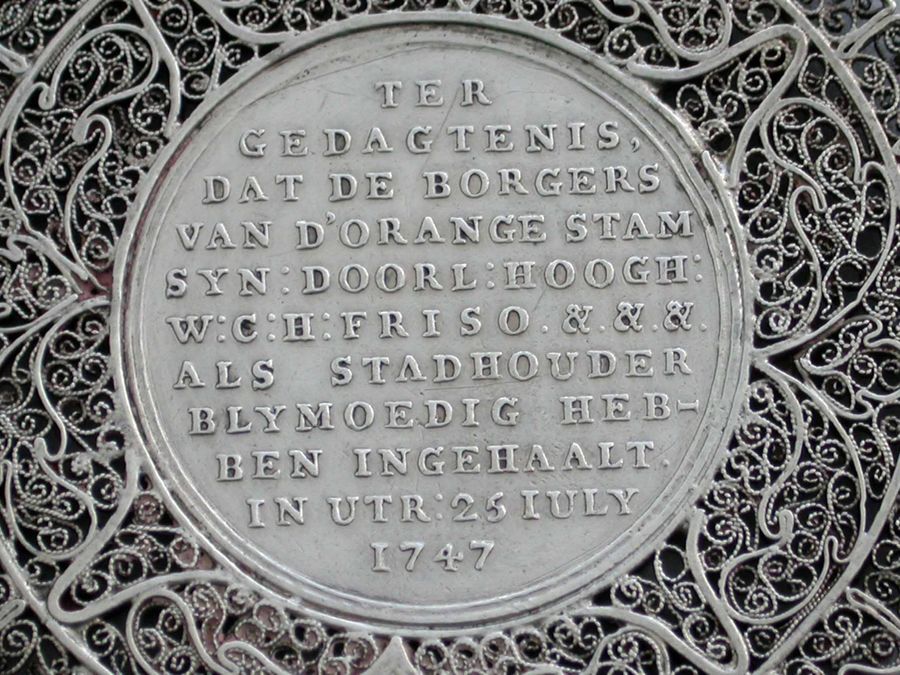 TER
GEDAGTENIS,
DAT DE BORGERS
VAN D'ORANGE STAM
SYN:DOORL:HOOGH:
W:C:H:FRISO.&.&.&.
ALS STADHOUDER
BLYMOEDIG HEB-
BEN INGEHAALT.
IN UTR:25 IULY
1747